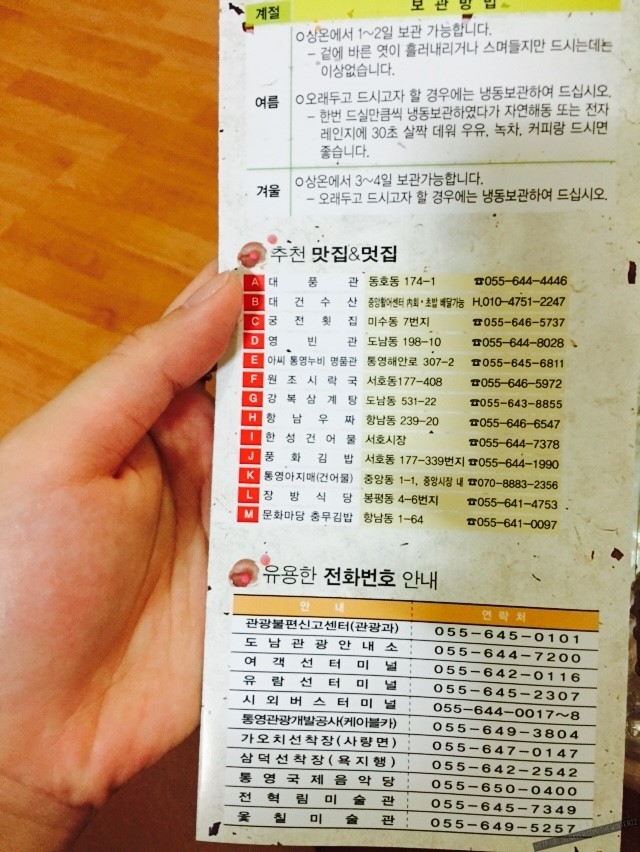 계절 보관방법
여름
ㅇ상온에서 1~2일 보관 가능합니다.
- 겉에 바른 엿이 흘러내리거나 스며들지만 드시는데는
이상없습니다.
ㅇ오래두고 드시고자 할 경우에는 냉동보관하여 드십시오.
- 한번 드실만큼씩 냉동보관하였다가 자연해동 또는 전자
레인지에 30초 살짝 데워 우유, 녹차, 커피랑 드시면
좋습니다.
겨울
ㅇ상온에서 3~4일 보관가능합니다.
- 오래두고 드시고자 할 경우에는 냉동보관하여 드십시오.
추천 맛집&멋집
A 대풍관 동호동 174-1 ☎055-644-4446
B 대건수산 중앙활어센터 內회·초밥 배달가능 H.010-4751-2247
C 궁전횟집 미수동 7번지 ☎055-646-5737
D 영빈관 도남동 198-10 ☎055-644-8028
E 아씨 통영누비 명품관 통영해안로 307-2 ☎055-645-6811
F 원조시락국 서호동177-408 ☎055-646-5972
G 강복삼계탕 도남동 531-22 ☎055-643-8855
H 항남우짜 항남동 239-20 ☎055-646-6547
I 한성건어물 서호시장 ☎055-644-7378
J 풍화김밥 서호동 177-339번지 ☎055-644-1990
K 통영아지매(건어물) 중앙동 1-1, 중앙시장 내 ☎070-8883-2356
L 장방식당 봉평동 4-6번지 ☎055-641-4753
M 문화마당 충무김밥 항남동 1-64 ☎055-641-0097
유용한 전화번호 안내
안내 연락처
관광불편신고센터(관광과) 055-645-0101
도남관광안내소 055-644-7200
여객선터미널 055-642-0116
유람선터미널 055-645-2307
시외버스터미널 055-644-0017~8
통영관광개발공사(케이블카) 055-649-3804
가오치선착장(사량면) 055-647-0147
삼덕선착장(욕지행) 055-642-2542
통영국제음악당 055-650-0400
전혁림미술관 055-645-7349
옻칠미술관 055-649-5257